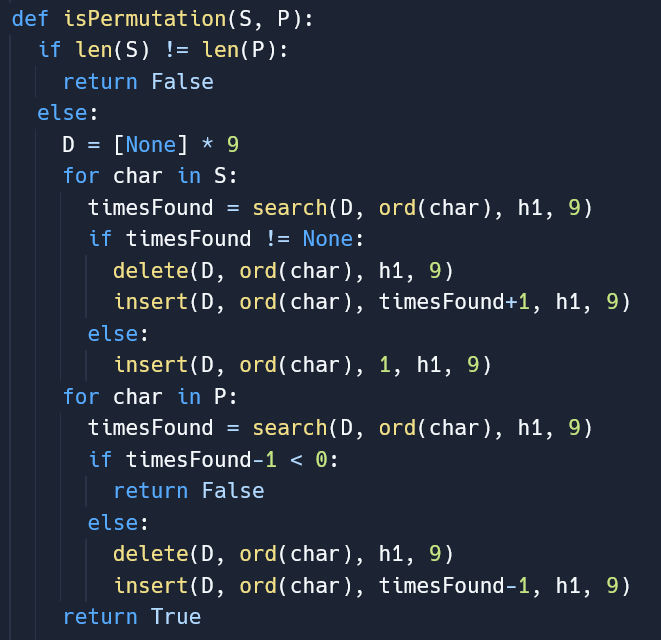 def isPermutation(S, P):
  if len(S) != len(P):
    return False
  else:
    D = [None] * 9
    for char in S:
      timesFound = search(D, ord(char), h1, 9)
      if timesFound != None:
        delete(D, ord(char), h1, 9)
        insert(D, ord(char), timesFound+1, h1, 9)
      else:
        insert(D, ord(char), 1, h1, 9)
    for char in P:
      timesFound = search(D, ord(char), h1, 9)
      if timesFound-1 < 0:
        return False
      else:
        delete(D, ord(char), h1, 9)
        insert(D, ord(char), timesFound-1, h1, 9)
    return True